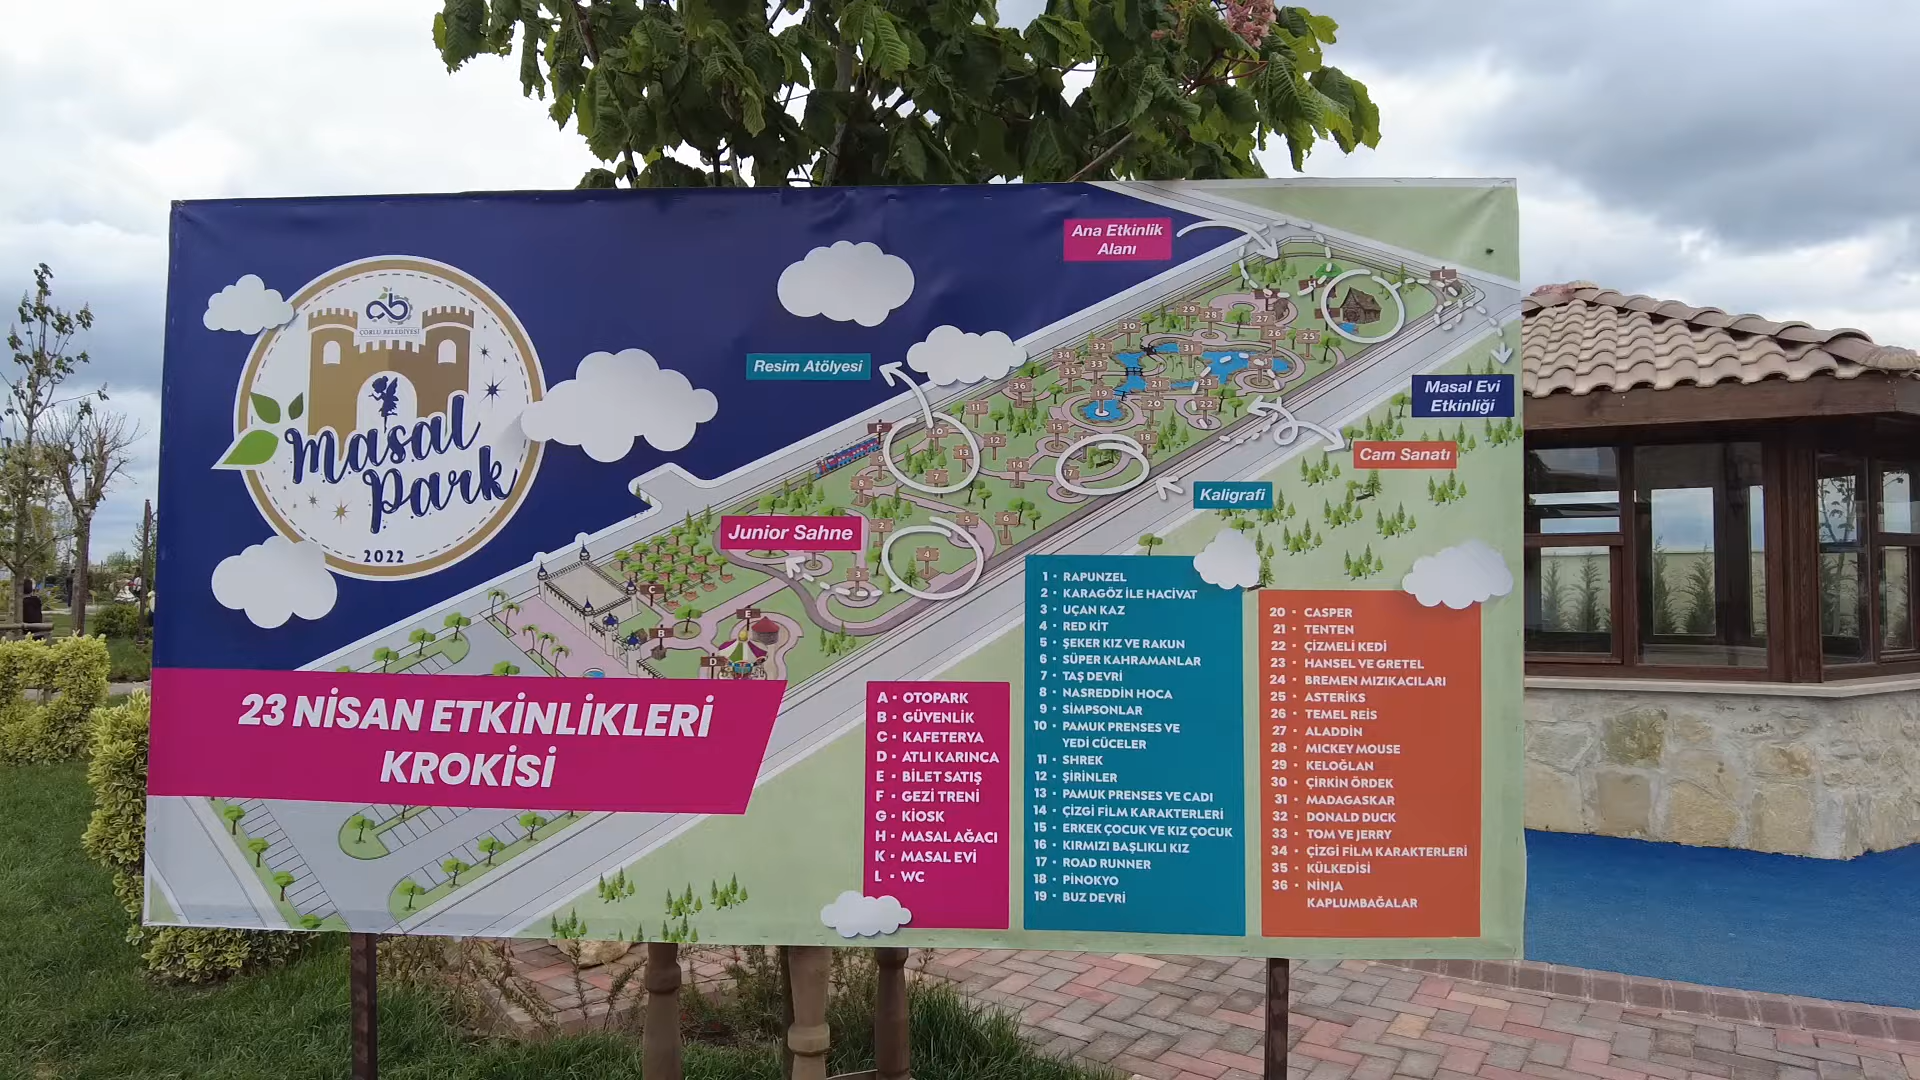 ÇORLU BELEDİYESİ
Masal
Park
2022
23 NİSAN ETKİNLİKLERİ
KROKİSİ
Ana Etkinlik
Alanı
Resim Atölyesi
Masal Evi
Etkinliği
Cam Sanatı
Kaligrafi
Junior Sahne
A • OTOPARK
B • GÜVENLİK
C • KAFETERYA
D • ATLI KARINCA
E • BİLET SATIŞ
F • GEZİ TRENİ
G • KİOSK
H • MASAL AĞACI
K • MASAL EVİ
L • WC
1 • RAPUNZEL
2 • KARAGÖZ İLE HACİVAT
3 • UÇAN KAZ
4 • RED KİT
5 • ŞEKER KIZ VE RAKUN
6 • SÜPER KAHRAMANLAR
7 • TAŞ DEVRİ
8 • NASREDDİN HOCA
9 • SİMPSONLAR
10 • PAMUK PRENSES VE
YEDİ CÜCELER
11 • SHREK
12 • ŞİRİNLER
13 • PAMUK PRENSES VE CADI
14 • ÇİZGİ FİLM KARAKTERLERİ
15 • ERKEK ÇOCUK VE KIZ ÇOCUK
16 • KIRMIZI BAŞLIKLI KIZ
17 • ROAD RUNNER
18 • PİNOKYO
19 • BUZ DEVRİ
20 • CASPER
21 • TENTEN
22 • ÇİZMELİ KEDİ
23 • HANSEL VE GRETEL
24 • BREMEN MIZIKACILARI
25 • ASTERİKS
26 • TEMEL REİS
27 • ALADDİN
28 • MICKEY MOUSE
29 • KELOĞLAN
30 • ÇİRKİN ÖRDEK
31 • MADAGASKAR
32 • DONALD DUCK
33 • TOM VE JERRY
34 • ÇİZGİ FİLM KARAKTERLERİ
35 • KÜLKEDİSİ
36 • NİNJA
KAPLUMBAĞALAR